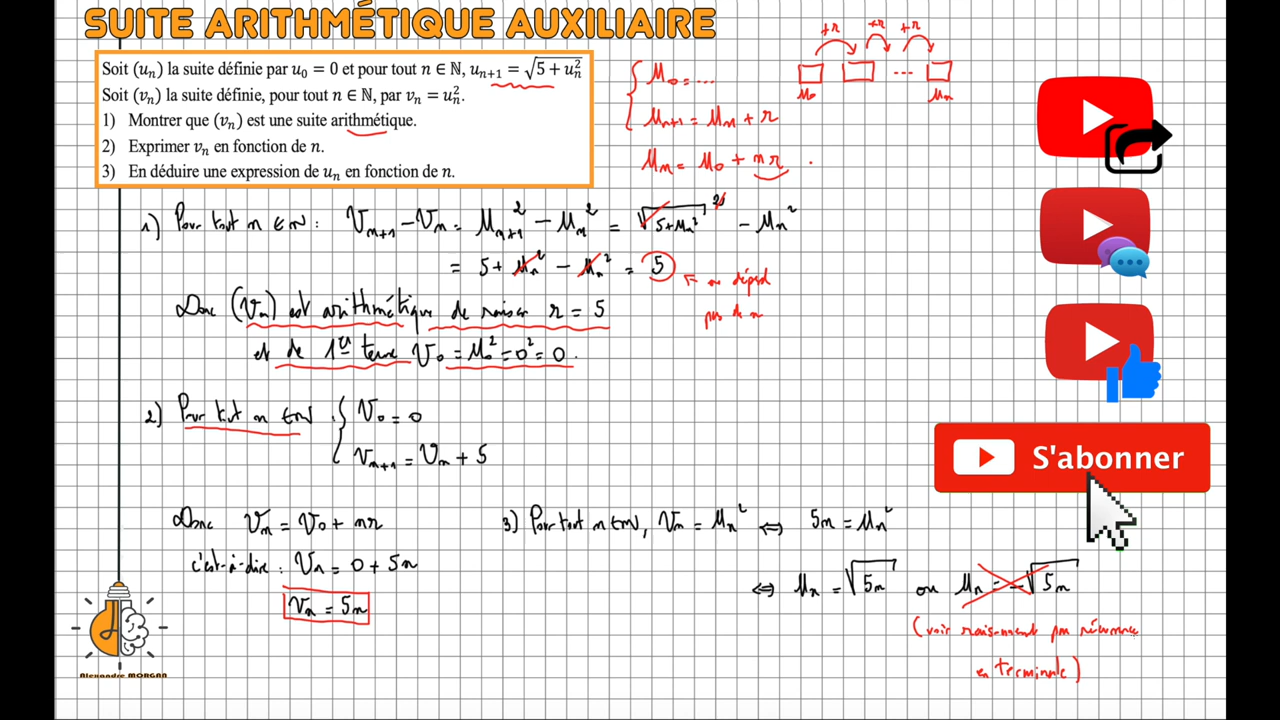 SUITE ARITHMÉTIQUE AUXILIAIRE
Soit (uₙ) la suite définie par u₀ = 0 et pour tout n ∈ ℕ, uₙ₊₁ = √(5 + uₙ²)
Soit (vₙ) la suite définie, pour tout n ∈ ℕ, par vₙ = uₙ².
1) Montrer que (vₙ) est une suite arithmétique.
2) Exprimer vₙ en fonction de n.
3) En déduire une expression de uₙ en fonction de n.
+r +r +r
u₀ ... uₙ
{ u₀ = ...
uₙ₊₁ = uₙ + r
uₙ = u₀ + nr
1) Pour tout n ∈ ℕ : Vₙ₊₁ − Vₙ = uₙ₊₁² − uₙ² = √(5+uₙ²)² − uₙ²
= 5 + uₙ² − uₙ² = 5
← ne dépend
pas de n
Donc (Vₙ) est arithmétique de raison r = 5
et de 1er terme V₀ = u₀² = 0² = 0.
2) Pour tout n ∈ ℕ { V₀ = 0
Vₙ₊₁ = Vₙ + 5
Donc Vₙ = V₀ + nr
c'est-à-dire : Vₙ = 0 + 5n
Vₙ = 5n
3) Pour tout n ∈ ℕ, Vₙ = uₙ² ⇔ 5n = uₙ²
⇔ uₙ = √5n ou uₙ = −√5n
(voir raisonnement par récurrence
en terminale)
S'abonner
Alexandre MORGAN